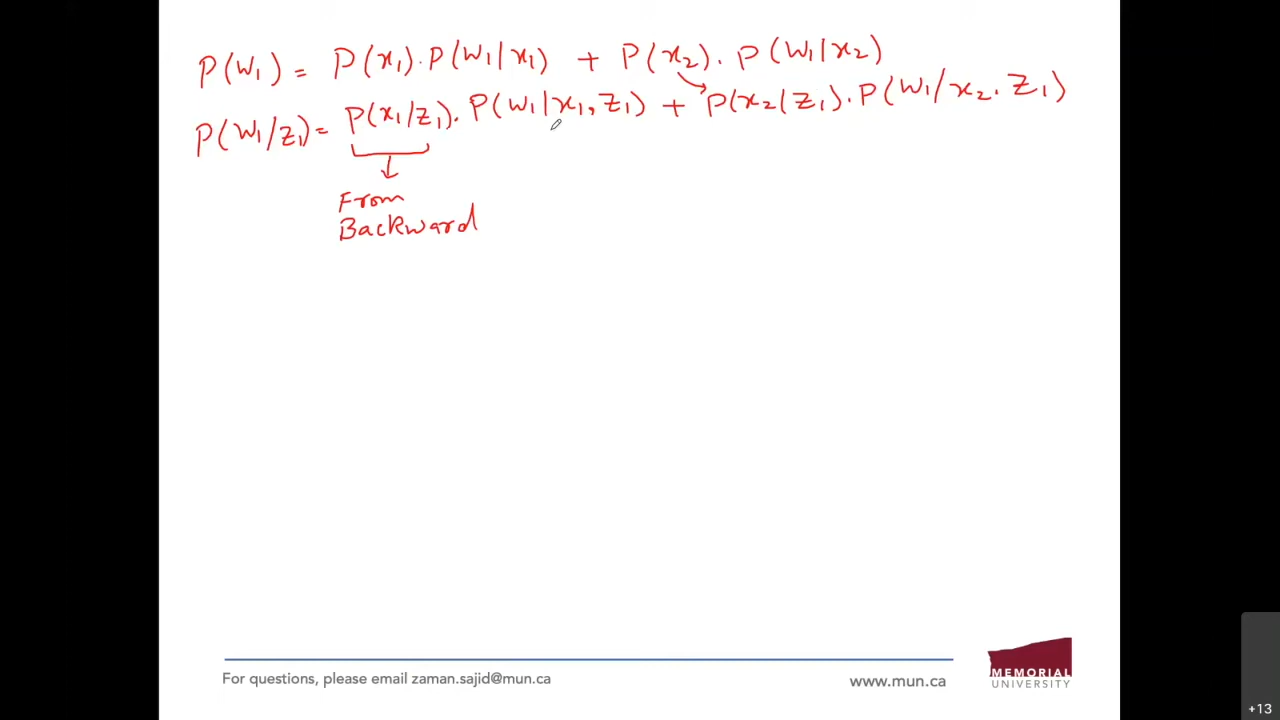 P(W₁) = P(x₁).P(W₁|x₁) + P(x₂). P(W₁|x₂)
P(W₁/Z₁)= P(x₁/Z₁). P(W₁|x₁, Z₁) + P(x₂|Z₁). P(W₁/x₂. Z₁)
From
Backward
For questions, please email zaman.sajid@mun.ca
www.mun.ca
MEMORIAL
UNIVERSITY
+13